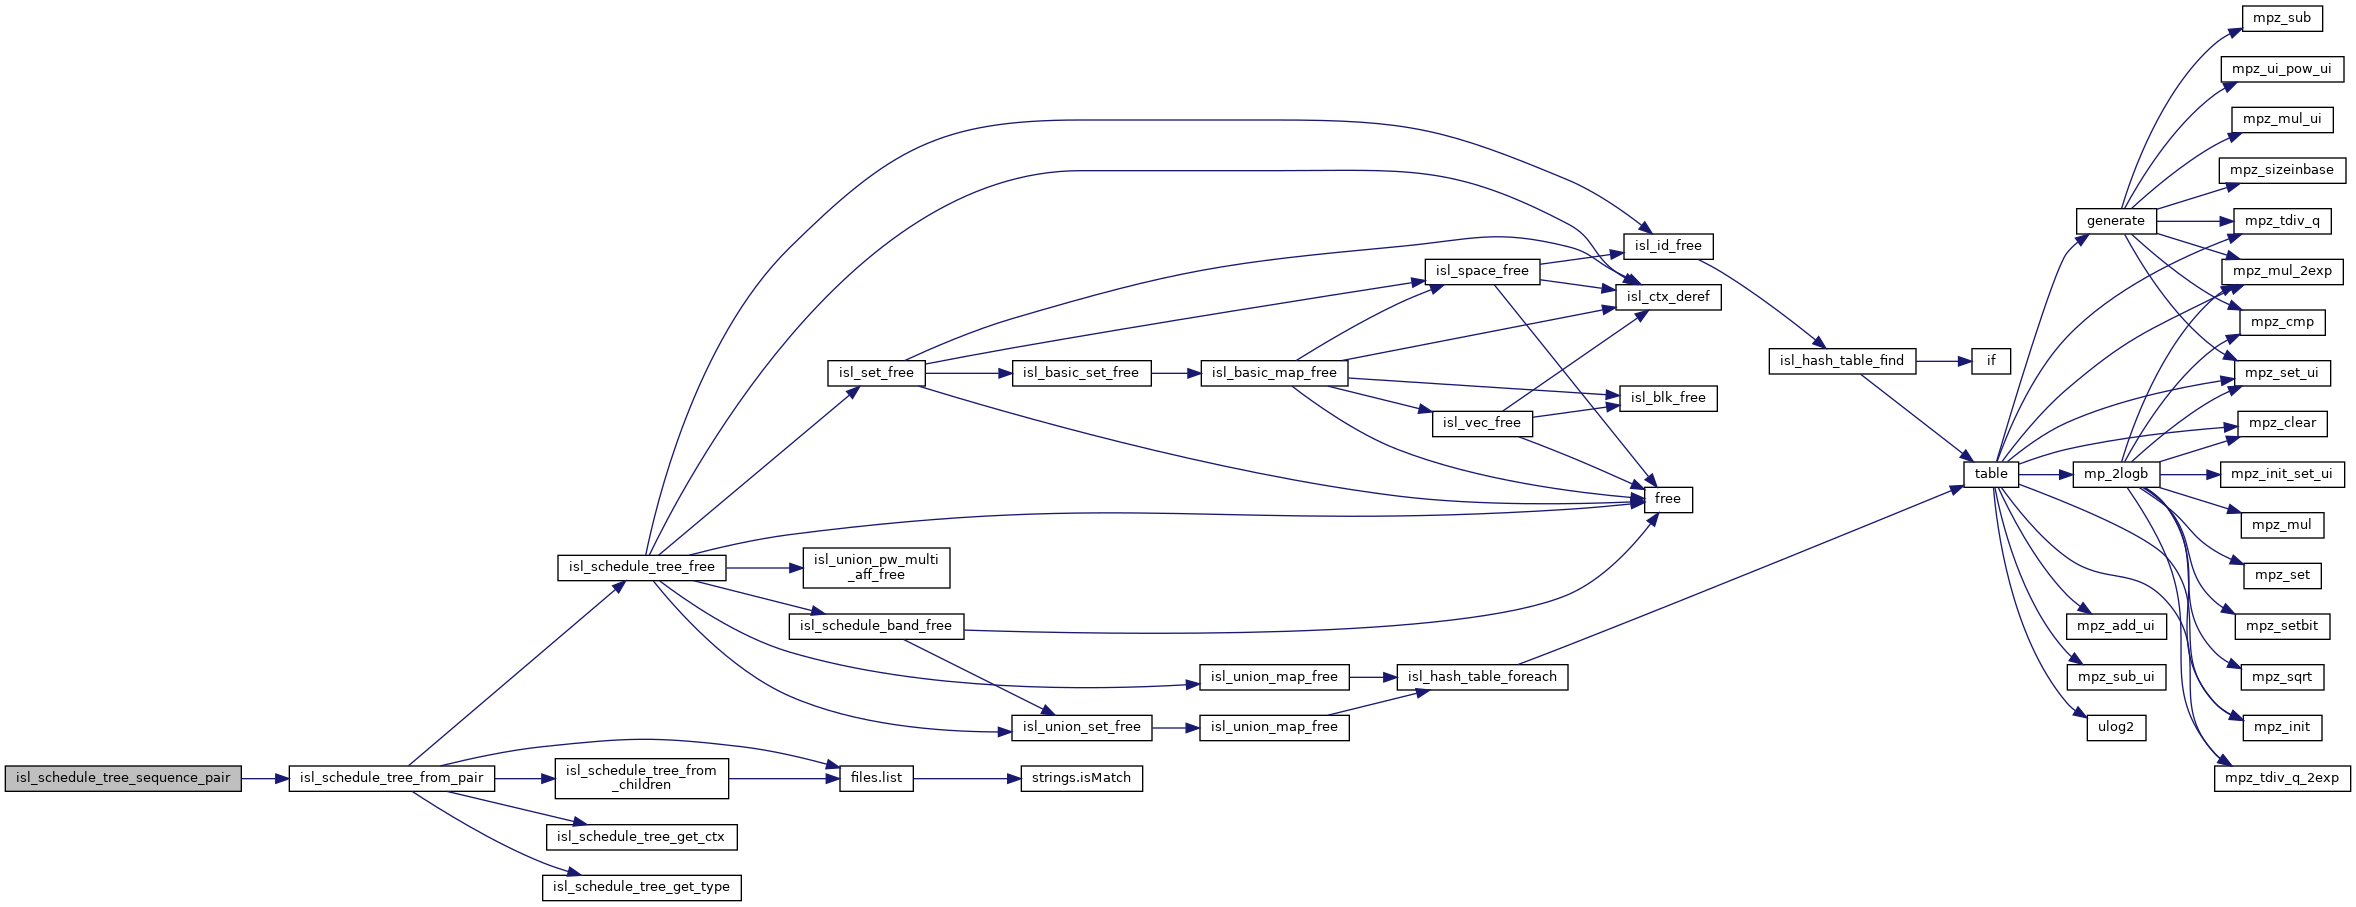 mpz_sub
mpz_ui_pow_ui
mpz_mul_ui
mpz_sizeinbase
generate
mpz_tdiv_q
isl_id_free
isl_space_free
mpz_mul_2exp
isl_ctx_deref
mpz_cmp
isl_hash_table_find
if
isl_set_free
isl_basic_set_free
isl_basic_map_free
mpz_set_ui
isl_blk_free
isl_vec_free
mpz_clear
table
mp_2logb
mpz_init_set_ui
free
mpz_mul
isl_schedule_tree_free
isl_union_pw_multi
_aff_free
mpz_set
isl_schedule_band_free
mpz_add_ui
mpz_setbit
isl_union_map_free
isl_hash_table_foreach
mpz_sub_ui
mpz_sqrt
isl_union_set_free
isl_union_map_free
ulog2
mpz_init
isl_schedule_tree_sequence_pair
isl_schedule_tree_from_pair
isl_schedule_tree_from
_children
files.list
strings.isMatch
mpz_tdiv_q_2exp
isl_schedule_tree_get_ctx
isl_schedule_tree_get_type